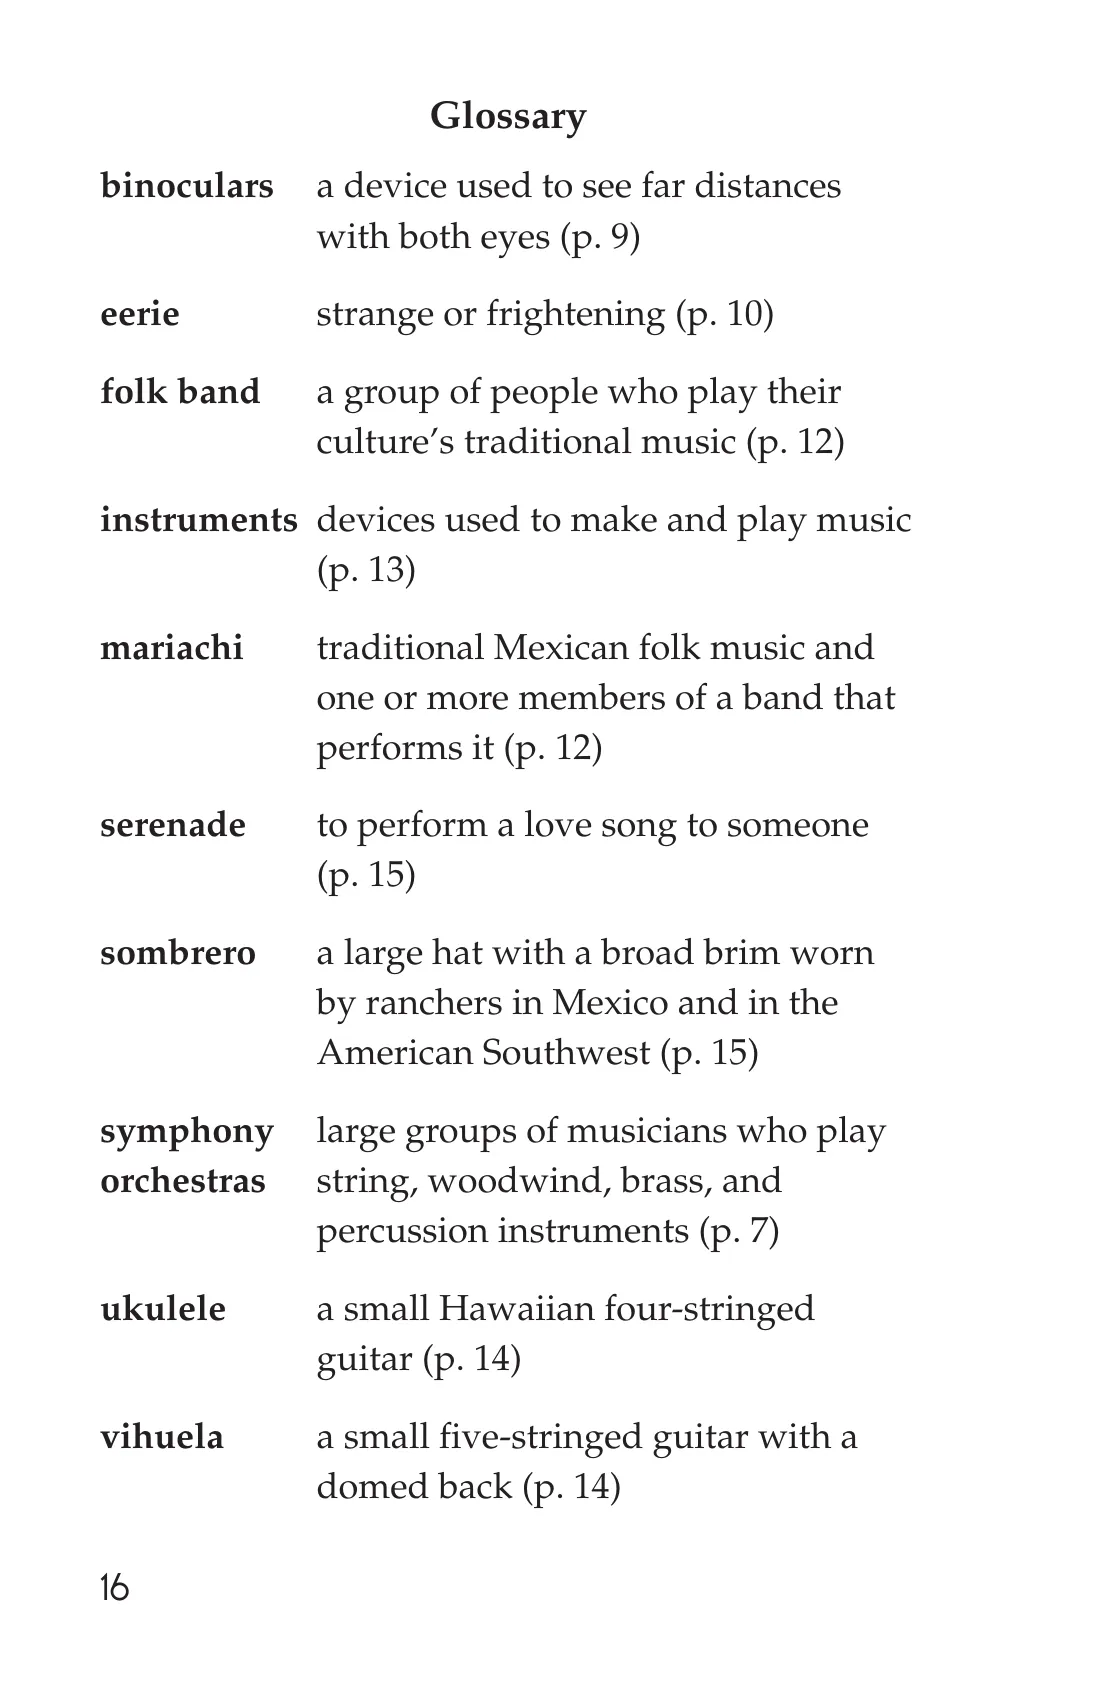 Glossary
binoculars a device used to see far distances
with both eyes (p. 9)
eerie strange or frightening (p. 10)
folk band a group of people who play their
culture’s traditional music (p. 12)
instruments devices used to make and play music
(p. 13)
mariachi traditional Mexican folk music and
one or more members of a band that
performs it (p. 12)
serenade to perform a love song to someone
(p. 15)
sombrero a large hat with a broad brim worn
by ranchers in Mexico and in the
American Southwest (p. 15)
symphony large groups of musicians who play
orchestras string, woodwind, brass, and
percussion instruments (p. 7)
ukulele a small Hawaiian four-stringed
guitar (p. 14)
vihuela a small five-stringed guitar with a
domed back (p. 14)
16